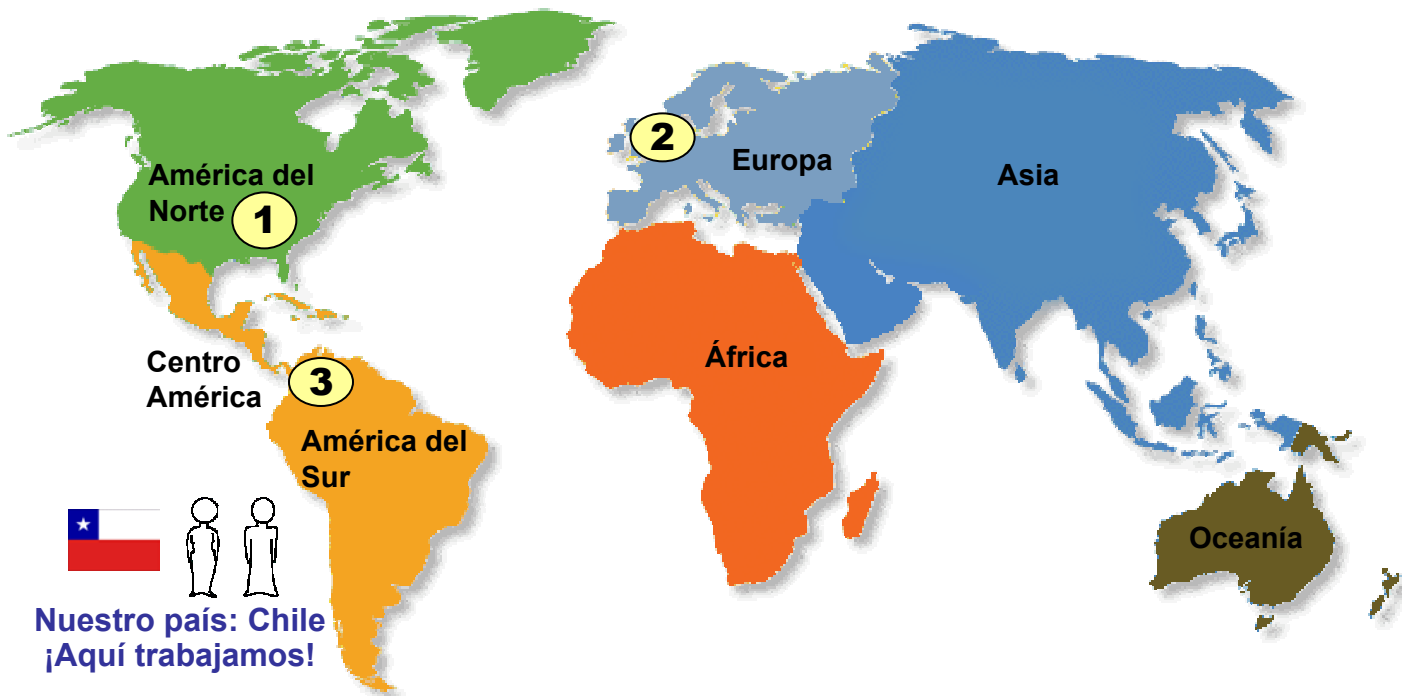 América del
Norte
1
2
Europa
Asia
África
Centro
América
3
América del
Sur
Oceanía
Nuestro país: Chile
¡Aquí trabajamos!